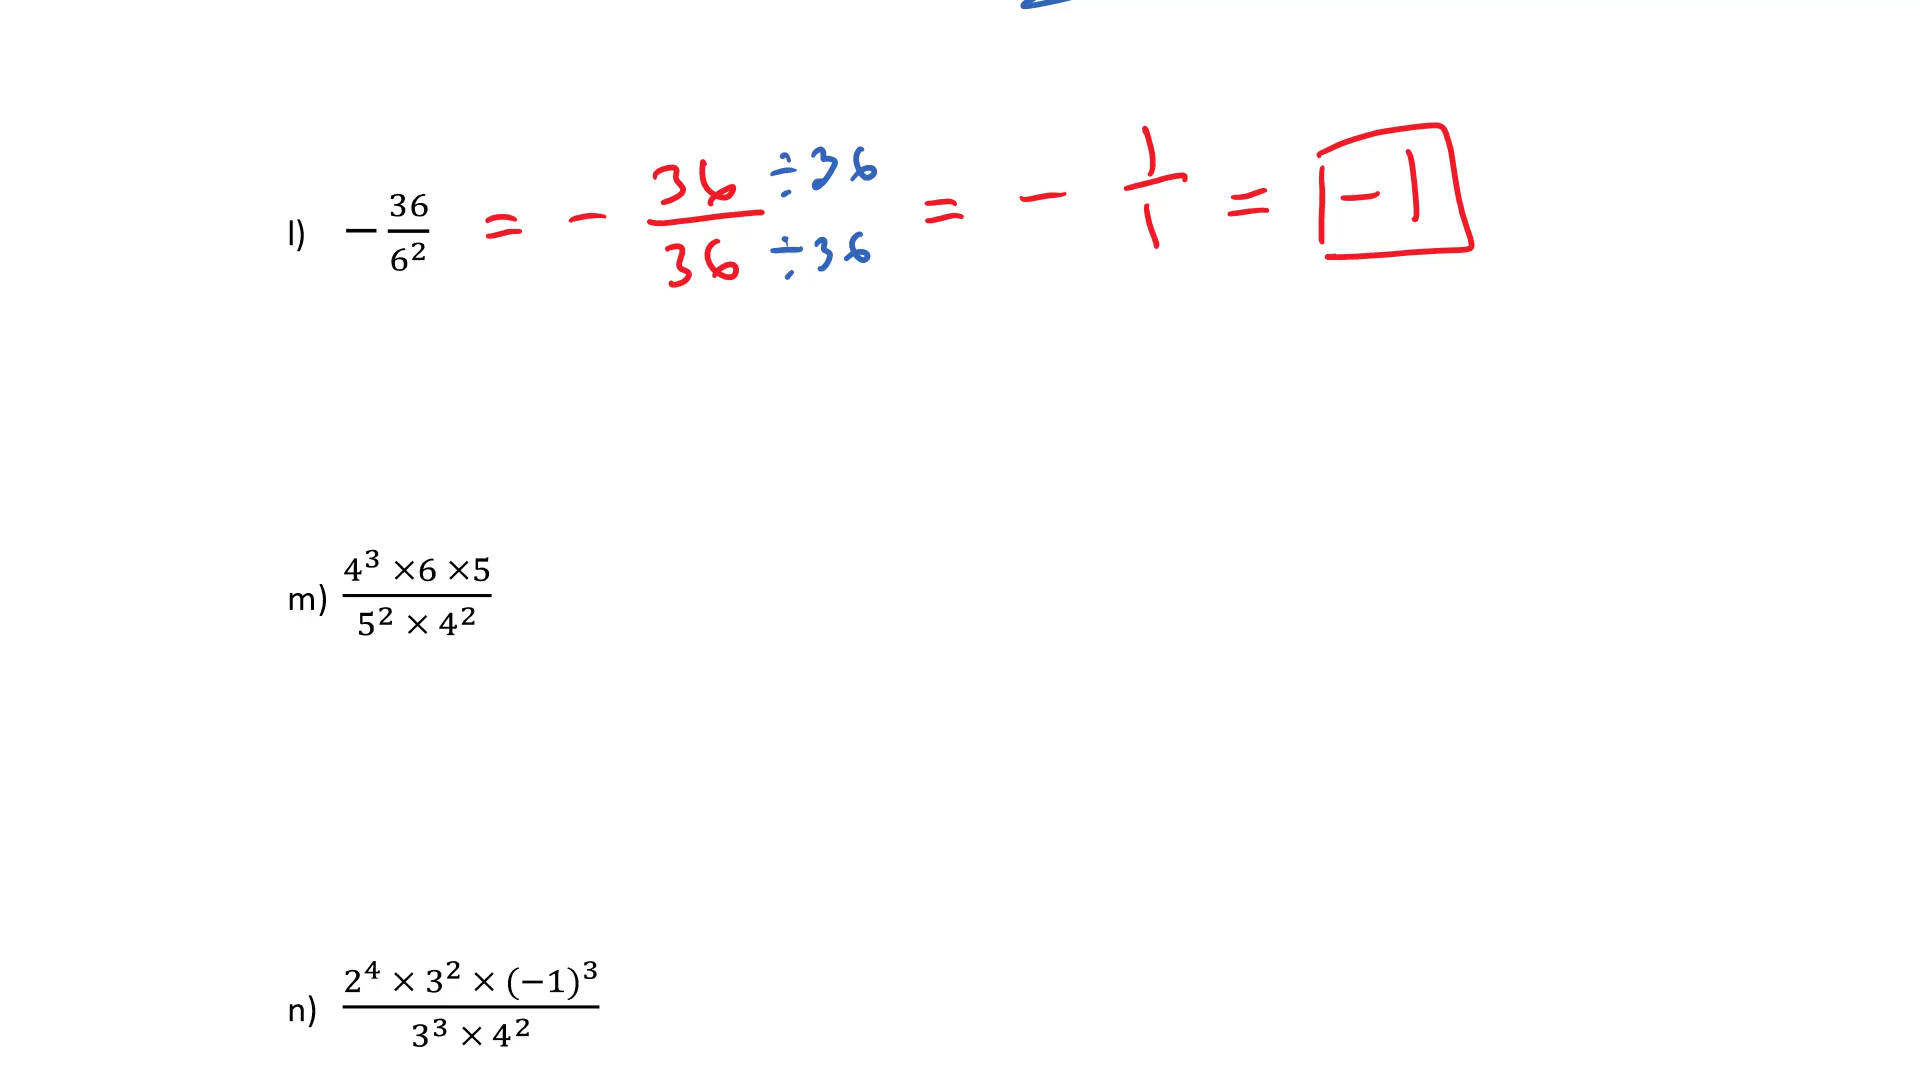 l) −36/6² = − 36 ÷36 / 36 ÷36 = − 1/1 = −1
m) 4³ ×6 ×5 / 5² × 4²
n) 2⁴ × 3² × (−1)³ / 3³ × 4²